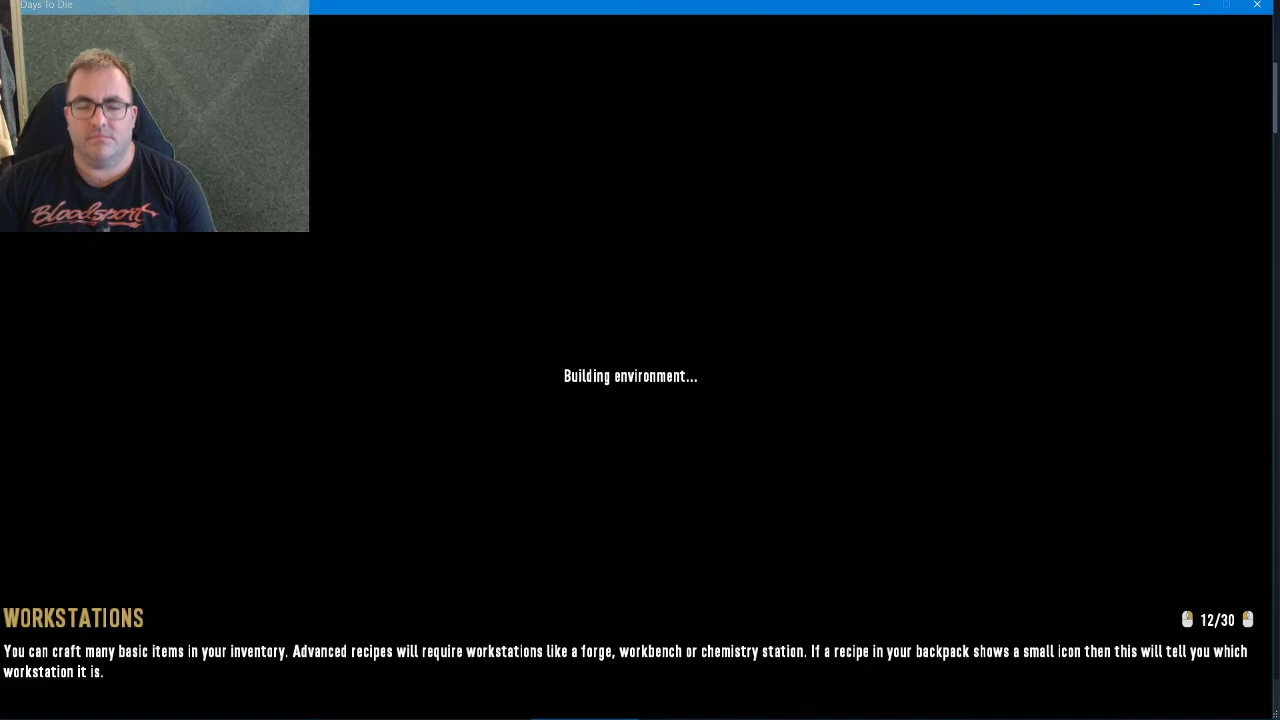 Days To Die
Bloodsport
Building environment...
WORKSTATIONS
12/30
You can craft many basic items in your inventory. Advanced recipes will require workstations like a forge, workbench or chemistry station. If a recipe in your backpack shows a small icon then this will tell you which
workstation it is.